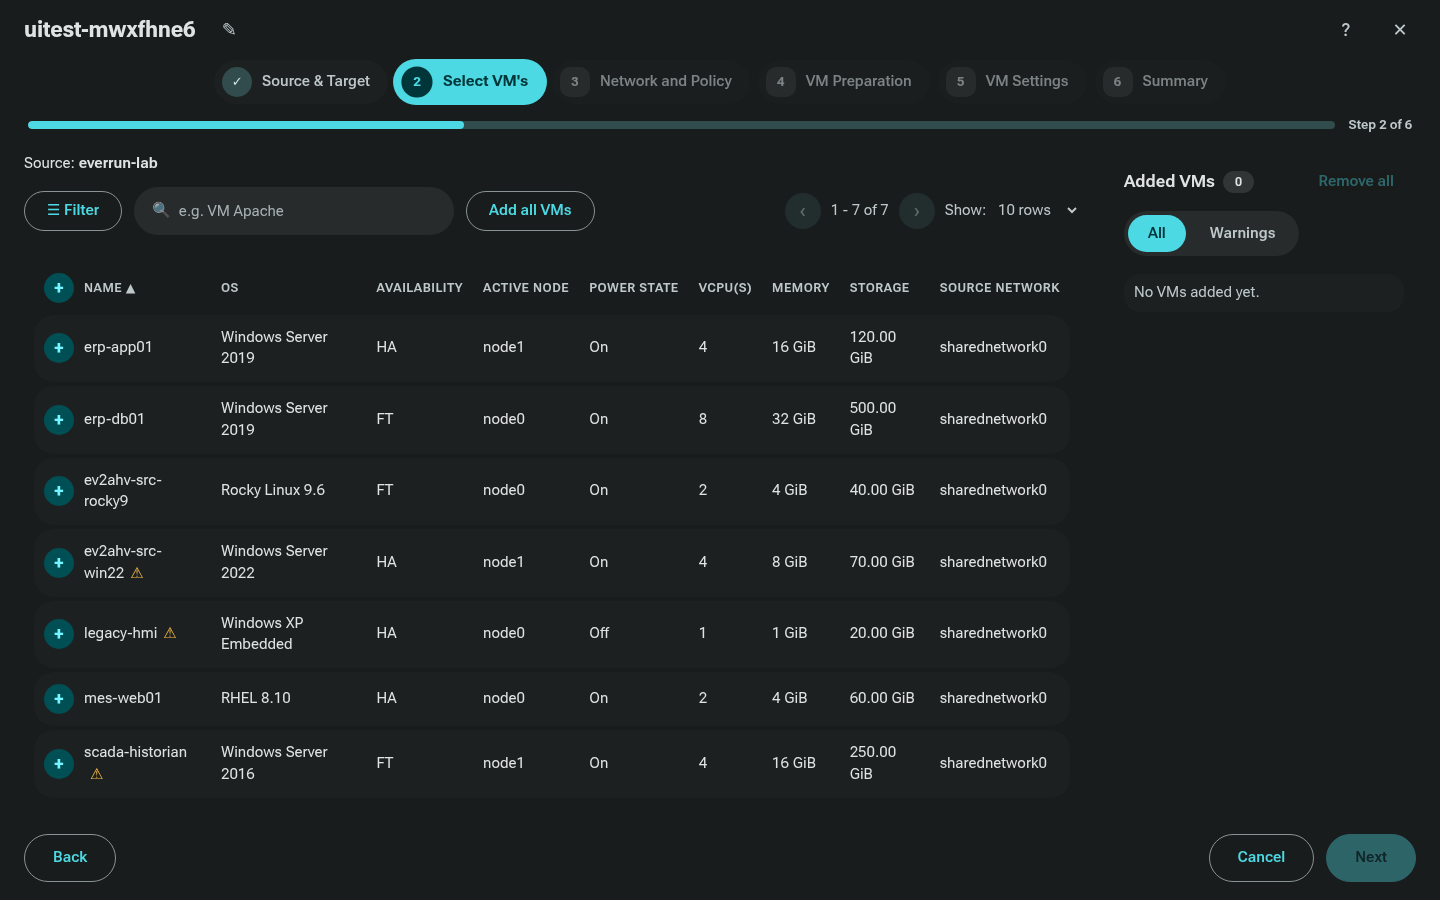 uitest-mwxfhne6 ✎ ? ✕
✓ Source & Target 2 Select VM's 3 Network and Policy 4 VM Preparation 5 VM Settings 6 Summary
Step 2 of 6
Source: everrun-lab
☰ Filter 🔍 e.g. VM Apache Add all VMs ‹ 1 - 7 of 7 › Show: 10 rows
Added VMs 0 Remove all
All Warnings
No VMs added yet.
+ NAME ▲ OS AVAILABILITY ACTIVE NODE POWER STATE VCPU(S) MEMORY STORAGE SOURCE NETWORK
+ erp-app01 Windows Server 2019 HA node1 On 4 16 GiB 120.00 GiB sharednetwork0
+ erp-db01 Windows Server 2019 FT node0 On 8 32 GiB 500.00 GiB sharednetwork0
+ ev2ahv-src-rocky9 Rocky Linux 9.6 FT node0 On 2 4 GiB 40.00 GiB sharednetwork0
+ ev2ahv-src-win22 ⚠ Windows Server 2022 HA node1 On 4 8 GiB 70.00 GiB sharednetwork0
+ legacy-hmi ⚠ Windows XP Embedded HA node0 Off 1 1 GiB 20.00 GiB sharednetwork0
+ mes-web01 RHEL 8.10 HA node0 On 2 4 GiB 60.00 GiB sharednetwork0
+ scada-historian ⚠ Windows Server 2016 FT node1 On 4 16 GiB 250.00 GiB sharednetwork0
Back Cancel Next